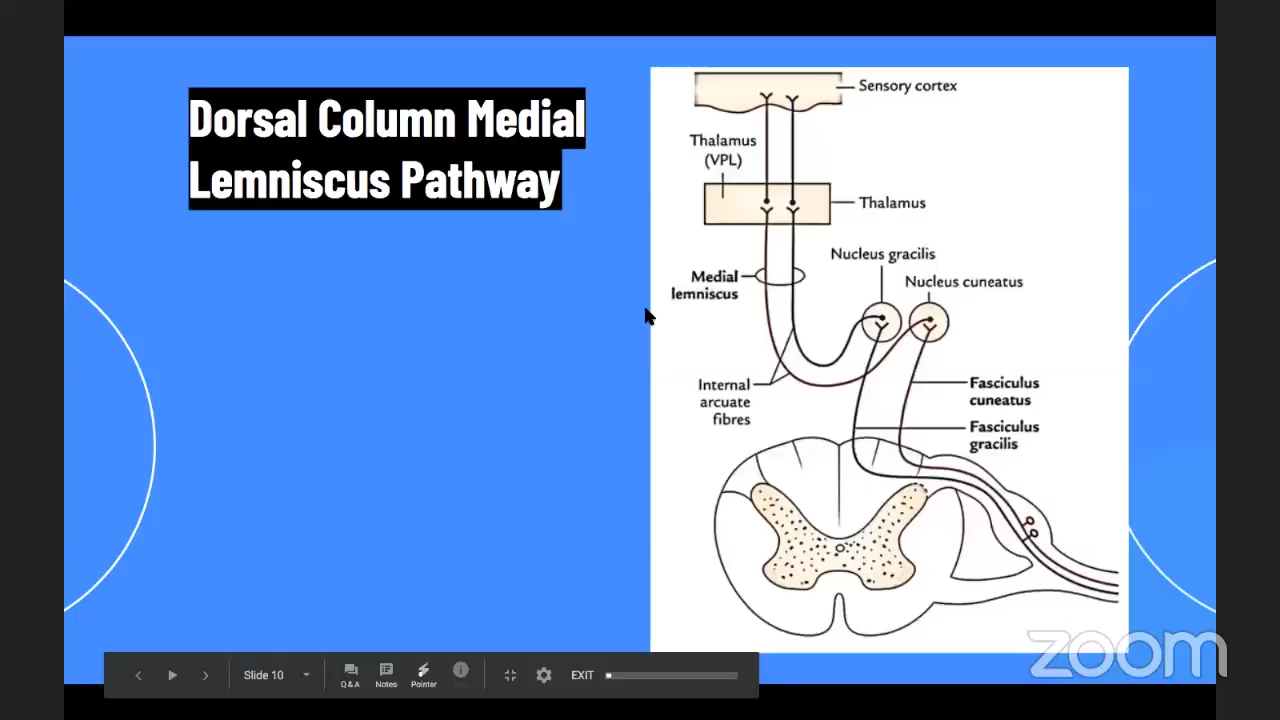 Dorsal Column Medial
Lemniscus Pathway
Sensory cortex
Thalamus
(VPL)
Thalamus
Nucleus gracilis
Nucleus cuneatus
Medial
lemniscus
Internal
arcuate
fibres
Fasciculus
cuneatus
Fasciculus
gracilis
zoom
Slide 10
Q&A
Notes
Pointer
EXIT